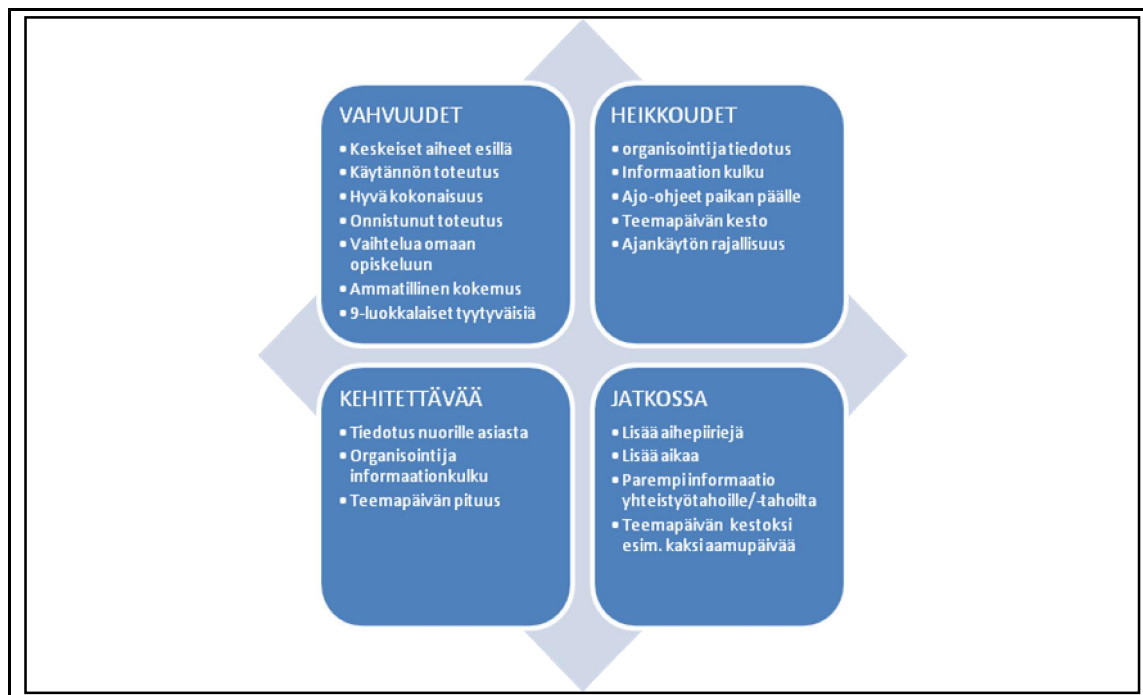 VAHVUUDET
• Keskeiset aiheet esillä
• Käytännön toteutus
• Hyvä kokonaisuus
• Onnistunut toteutus
• Vaihtelua omaan
opiskeluun
• Ammatillinen kokemus
• 9-luokkalaiset tyytyväisiä
HEIKKOUDET
• organisointi ja tiedotus
• Informaation kulku
• Ajo-ohjeet paikan päälle
• Teemapäivän kesto
• Ajankäytön rajallisuus
KEHITETTÄVÄÄ
• Tiedotus nuorille asiasta
• Organisointi ja
informaationkulku
• Teemapäivän pituus
JATKOSSA
• Lisää aihepiirejä
• Lisää aikaa
• Parempi informaatio
yhteistyötahoille/-tahoilta
• Teemapäivän kestoksi
esim. kaksi aamupäivää